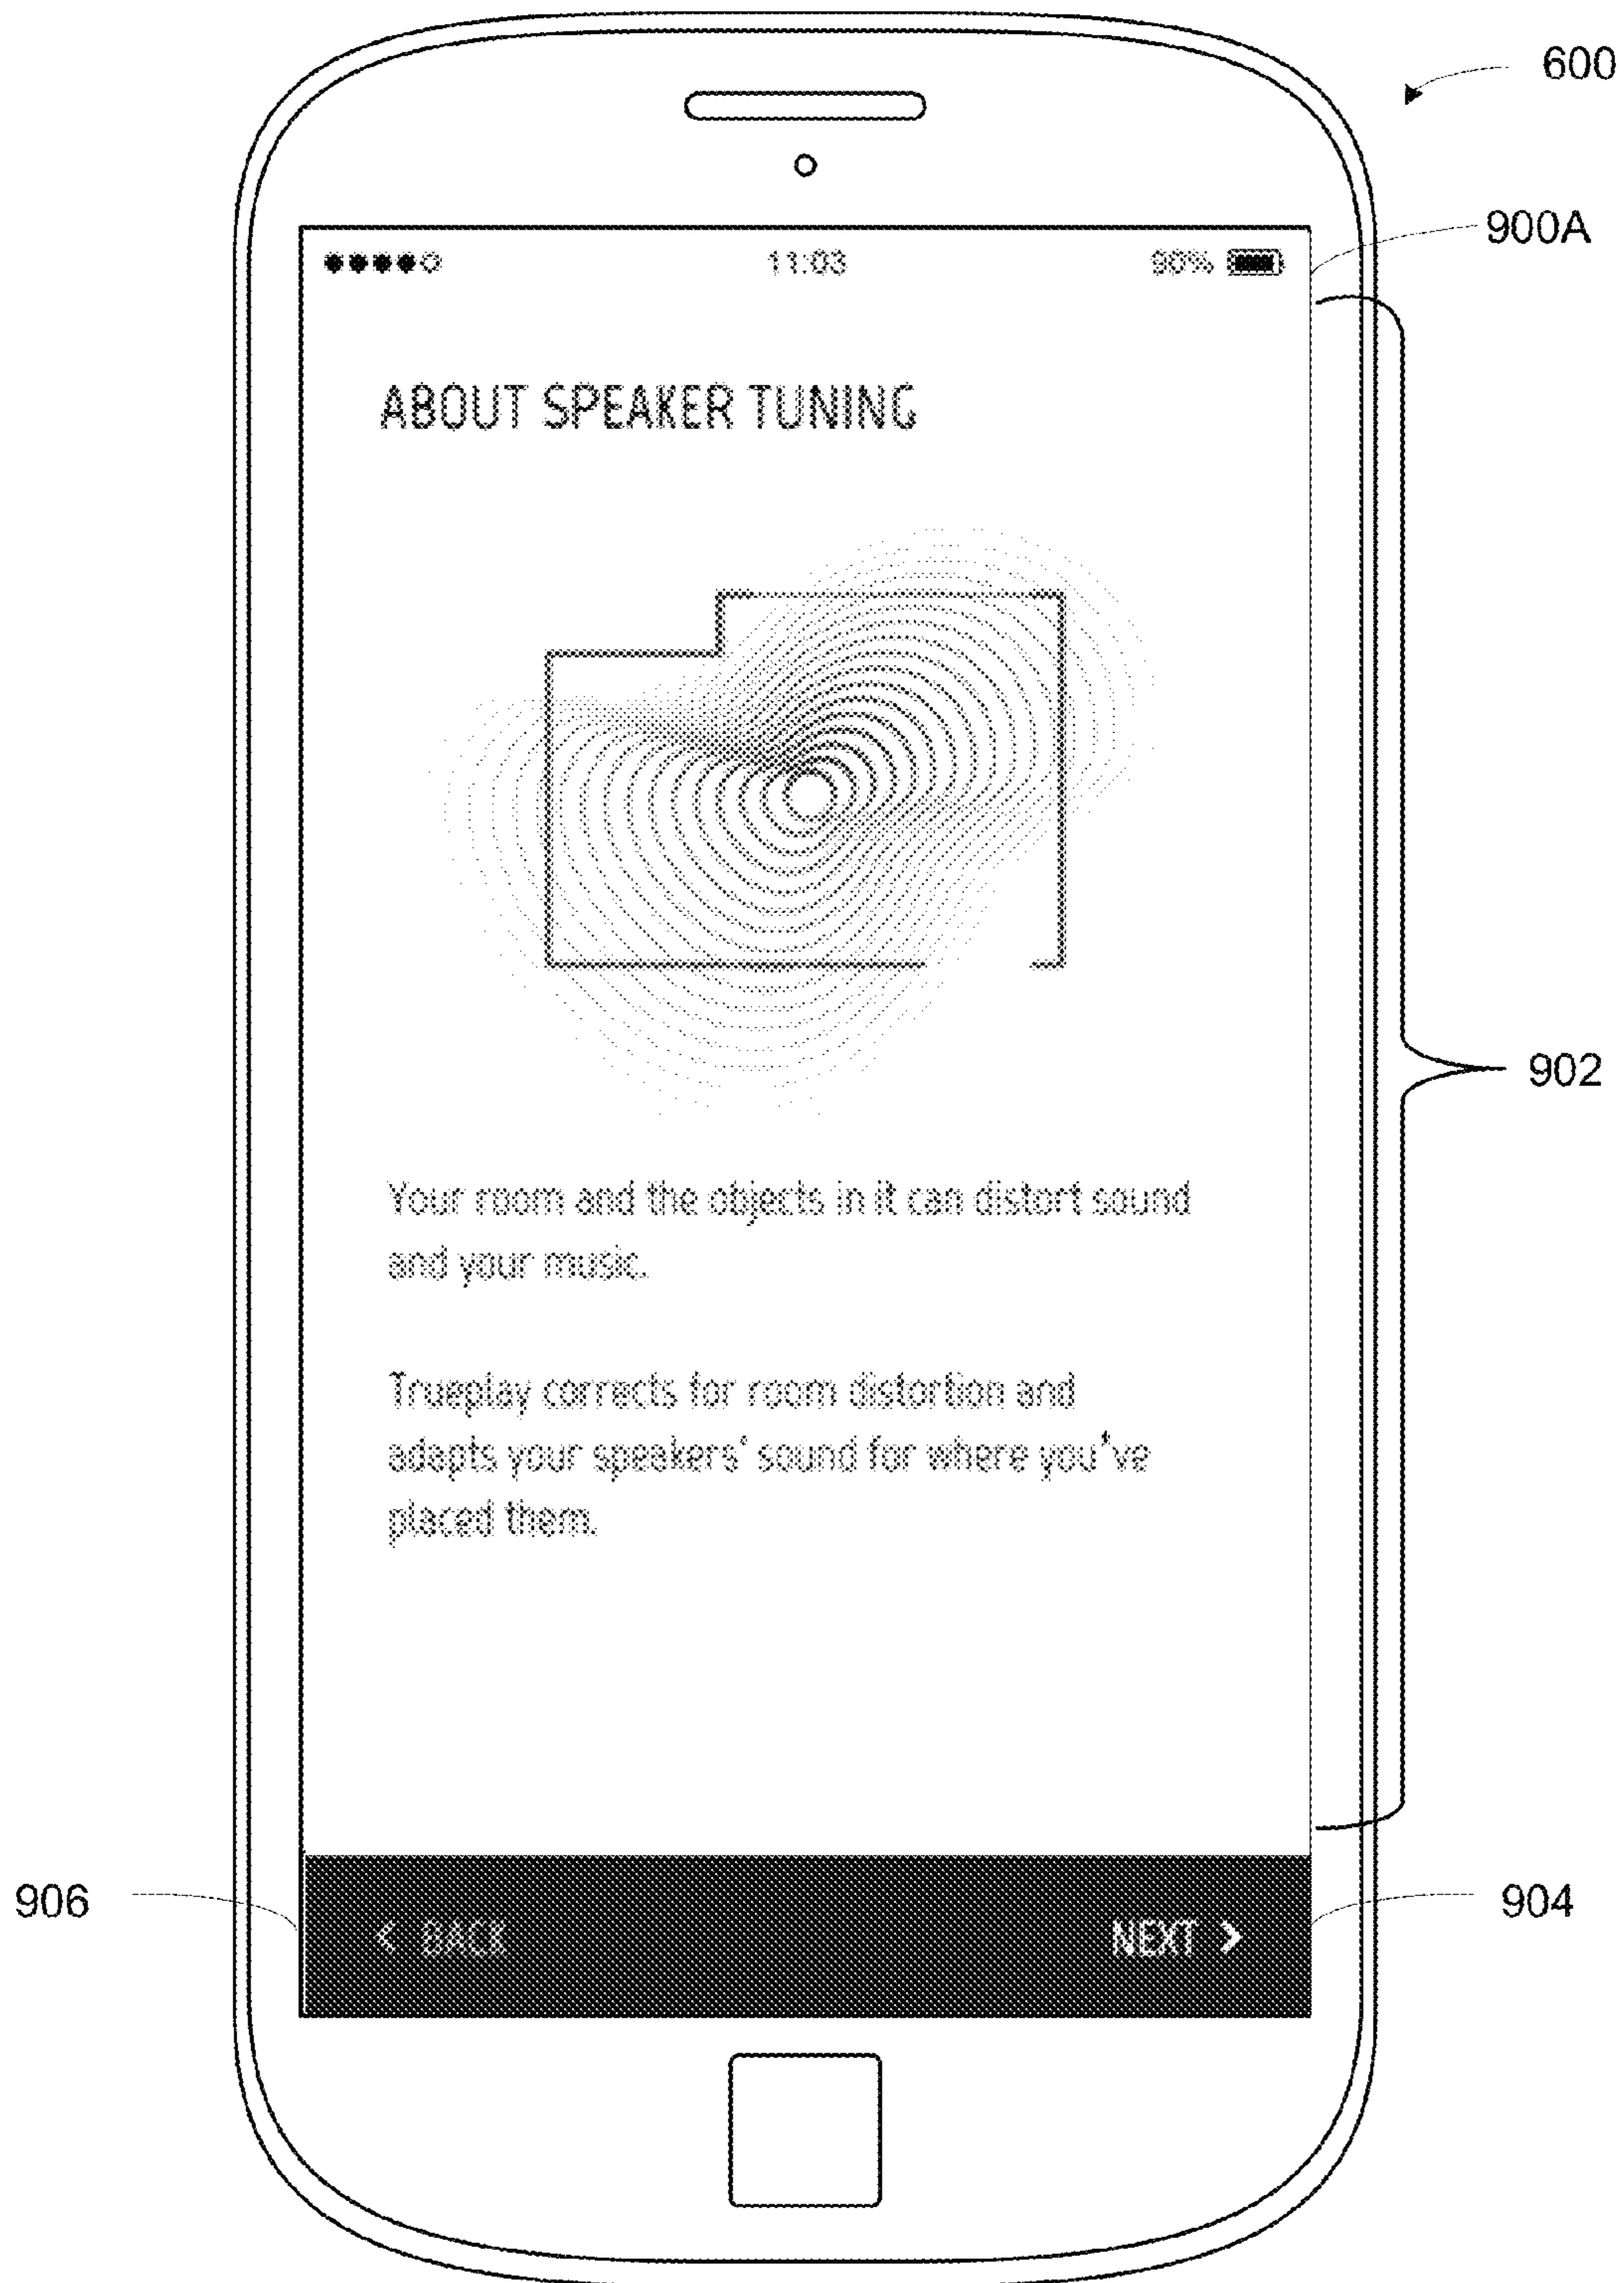 600
900A
11:03 90%
ABOUT SPEAKER TUNING
902
Your room and the objects in it can distort sound
and your music.
Trueplay corrects for room distortion and
adapts your speakers' sound for where you've
placed them.
906
904
< BACK NEXT >